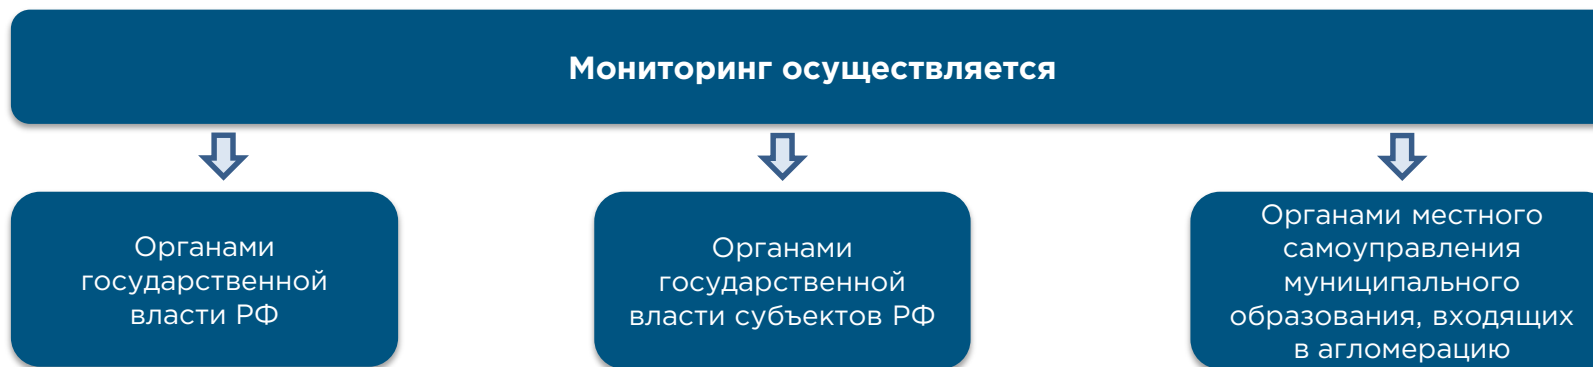 Мониторинг осуществляется
Органами
государственной
власти РФ
Органами
государственной
власти субъектов РФ
Органами местного
самоуправления
муниципального
образования, входящих
в агломерацию